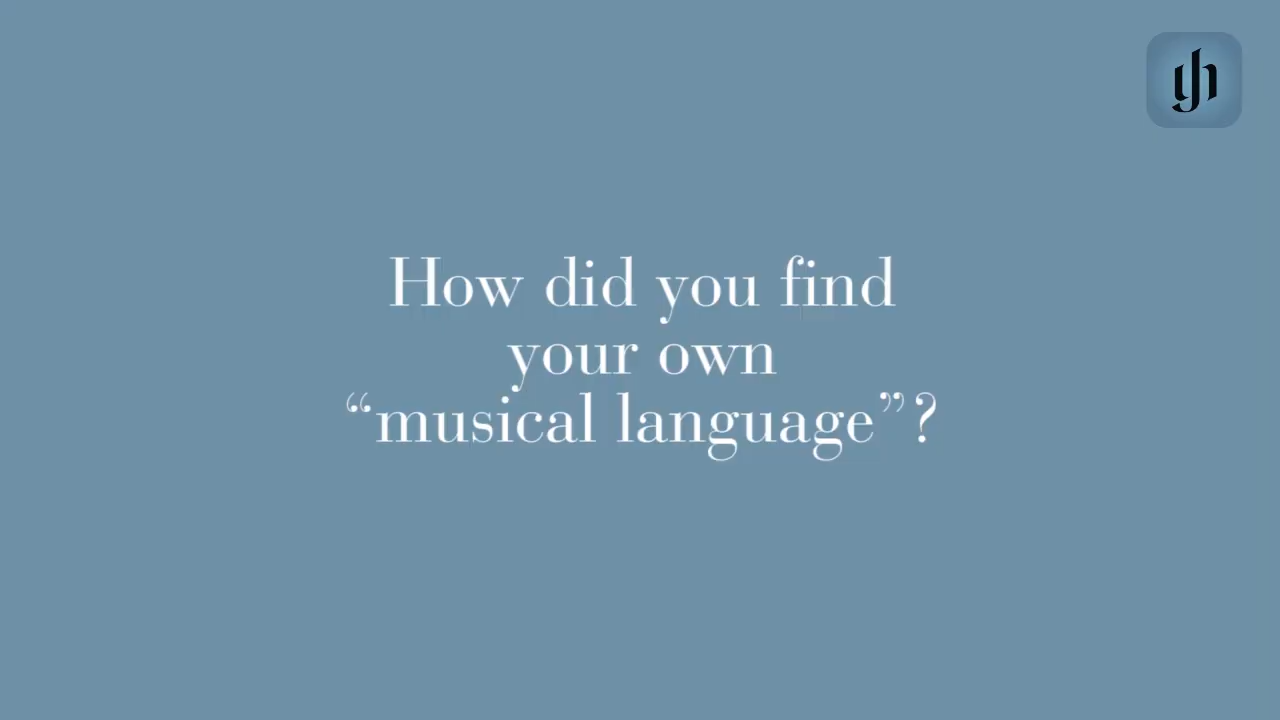 How did you find
your own
“musical language”?